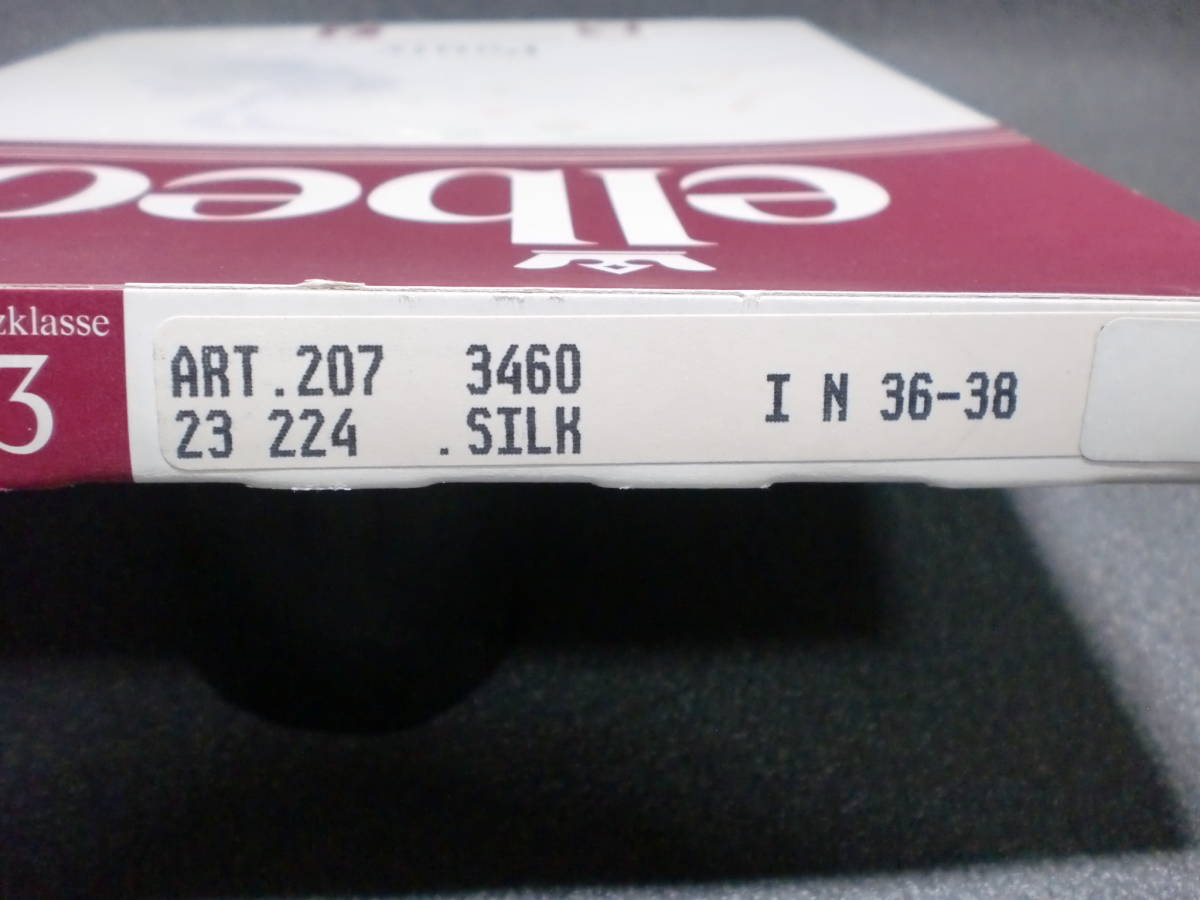 elbeo
zklasse
3
ART.207 3460 I N 36-38
23 224 .SILK